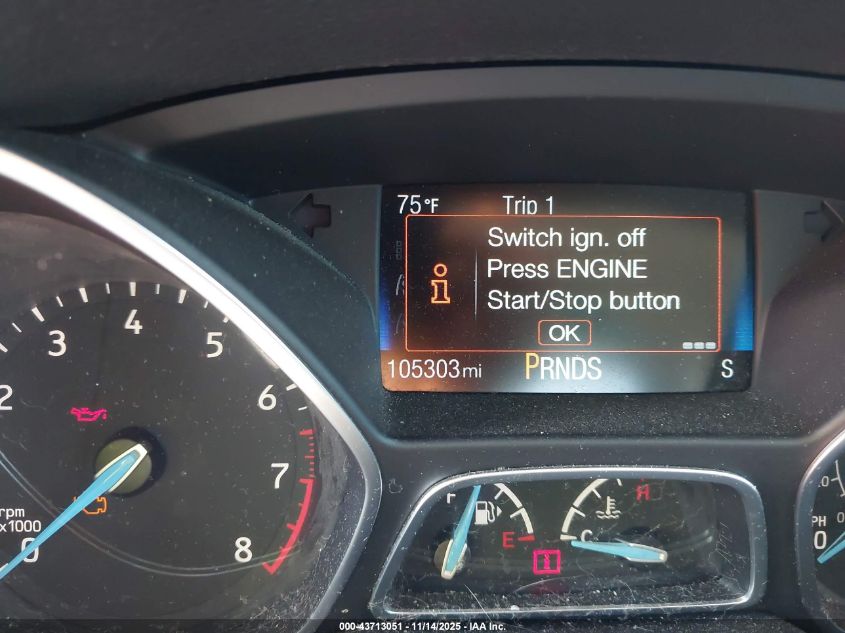 75°F Trip 1
Switch ign. off
Press ENGINE
Start/Stop button
OK
105303mi PRNDS S
0 2 3 4 5 6 7 8
rpm
x1000
F E
C H
0
000-43713051 - 11/14/2025 - IAA Inc.